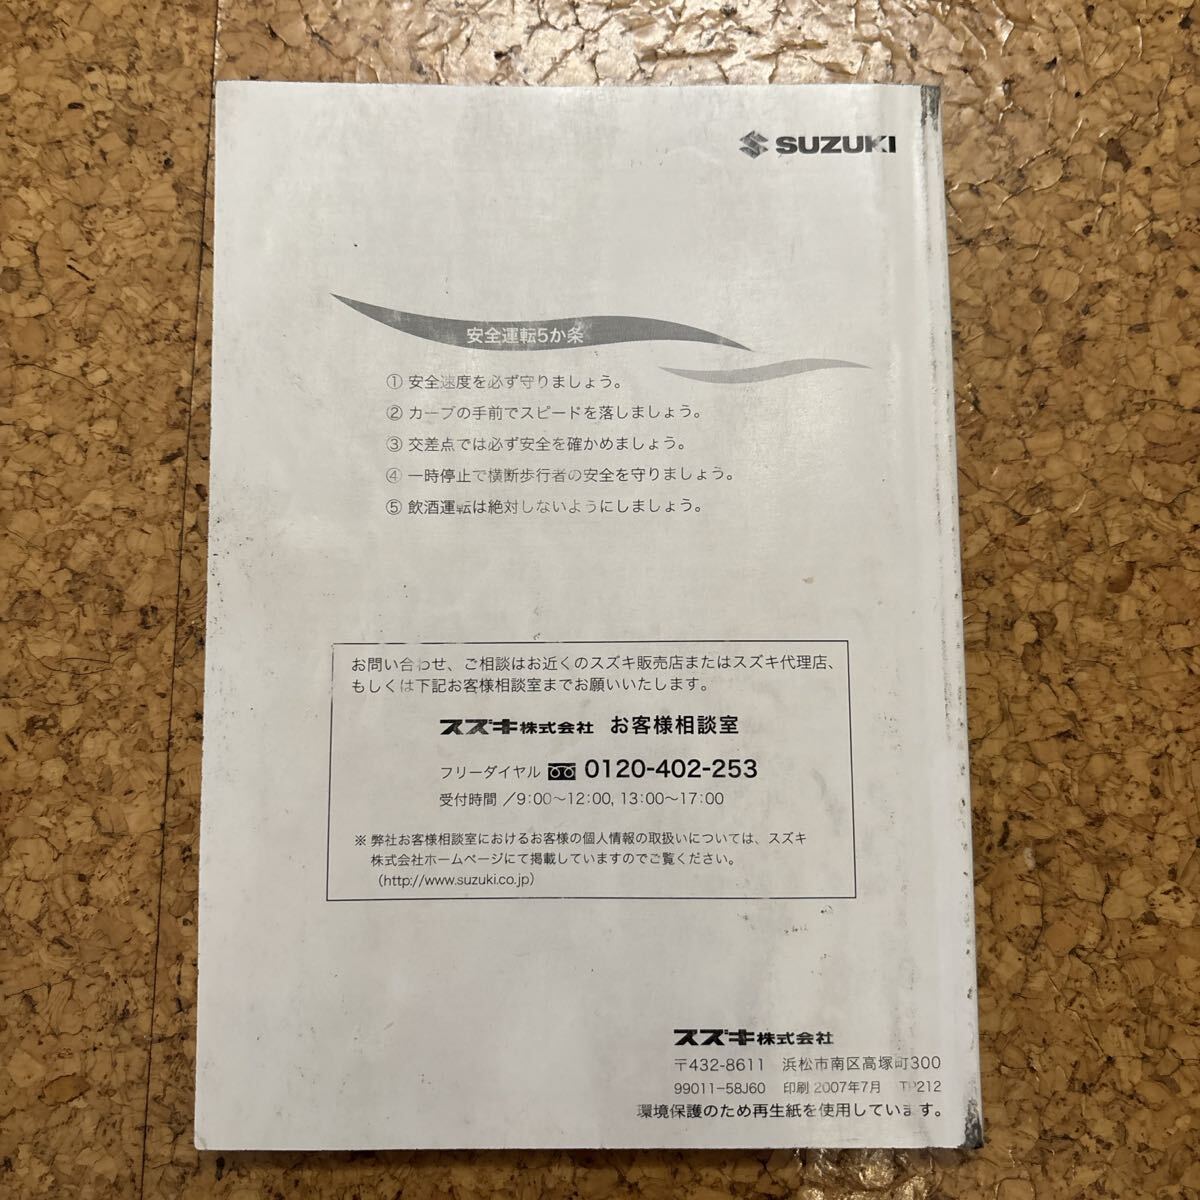 SUZUKI
安全運転5か条
① 安全速度を必ず守りましょう。
② カーブの手前でスピードを落しましょう。
③ 交差点では必ず安全を確かめましょう。
④ 一時停止で横断歩行者の安全を守りましょう。
⑤ 飲酒運転は絶対しないようにしましょう。
お問い合わせ、ご相談はお近くのスズキ販売店またはスズキ代理店、
もしくは下記お客様相談室までお願いいたします。
スズキ株式会社 お客様相談室
フリーダイヤル 0120-402-253
受付時間 /9:00~12:00, 13:00~17:00
※ 弊社お客様相談室におけるお客様の個人情報の取扱いについては、スズキ
株式会社ホームページにて掲載していますのでご覧ください。
（http://www.suzuki.co.jp）
スズキ株式会社
〒432-8611 浜松市南区高塚町300
99011-58J60 印刷 2007年7月 TP212
環境保護のため再生紙を使用しています。